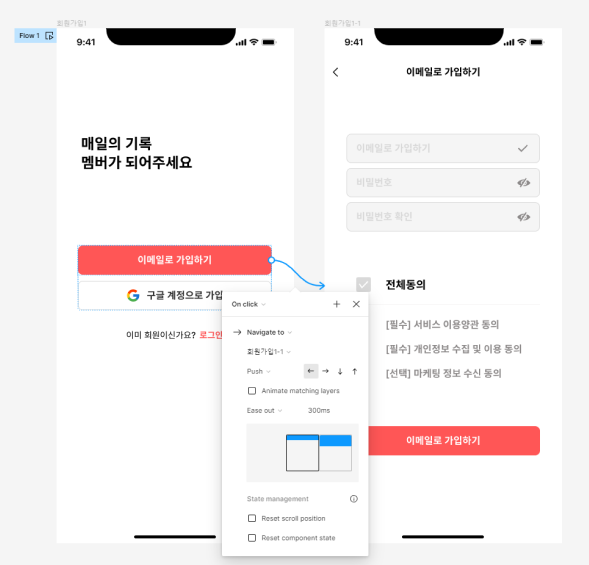 회원가입1
Flow 1
9:41
매일의 기록
멤버가 되어주세요
이메일로 가입하기
구글 계정으로 가입
이미 회원이신가요? 로그인
회원가입1-1
9:41
이메일로 가입하기
이메일로 가입하기
비밀번호
비밀번호 확인
전체동의
[필수] 서비스 이용양관 동의
[필수] 개인정보 수집 및 이용 동의
[선택] 마케팅 정보 수신 동의
이메일로 가입하기
On click
Navigate to
회원가입1-1
Push
Animate matching layers
Ease out 300ms
State management
Reset scroll position
Reset component state